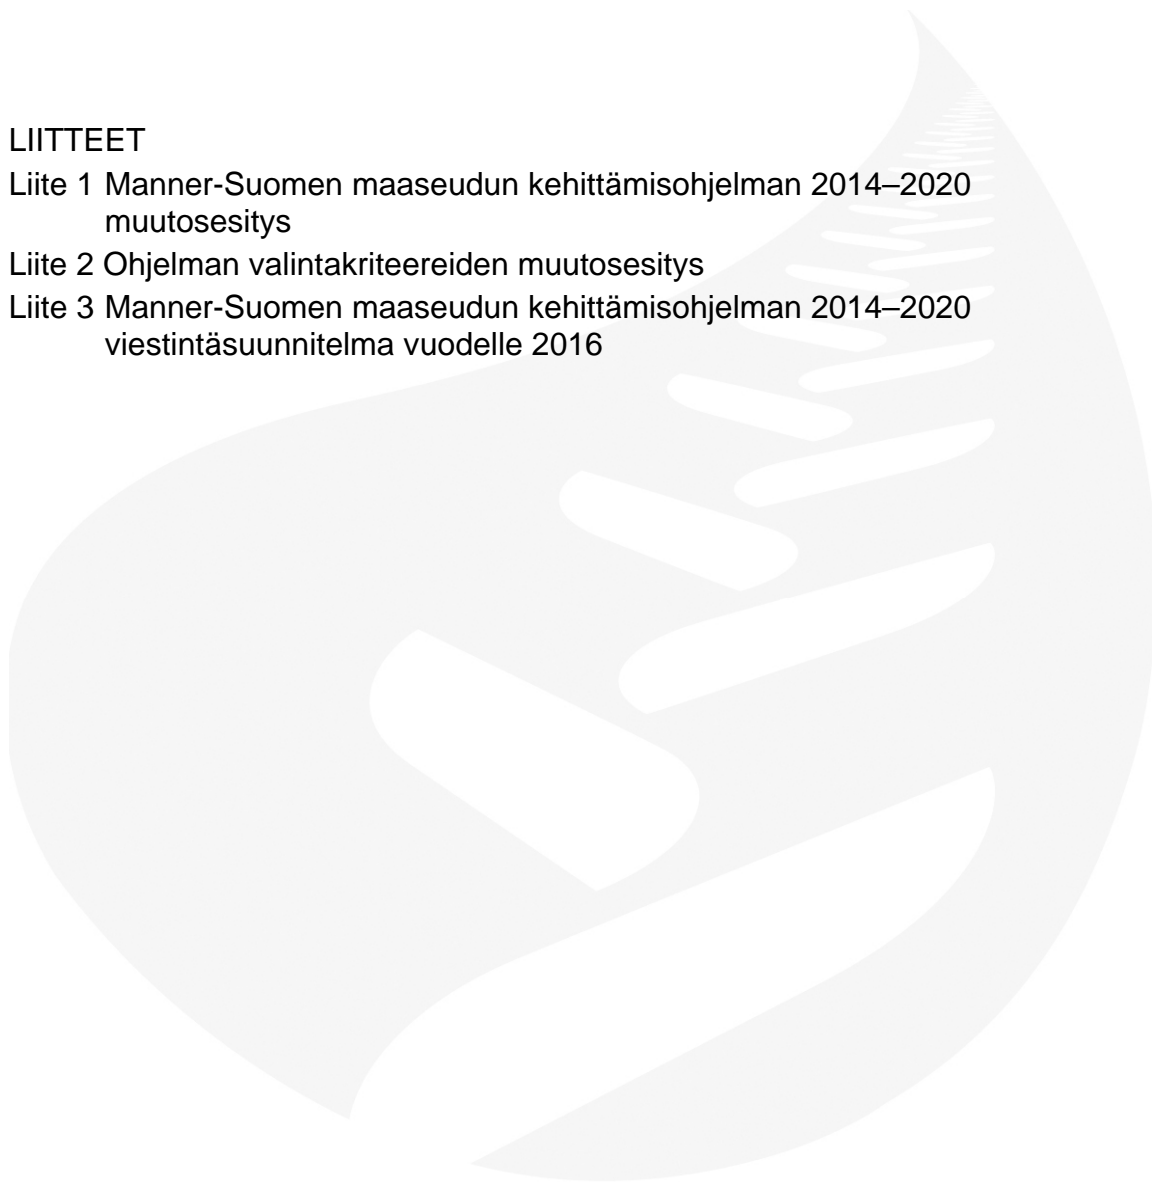 LIITTEET
Liite 1 Manner-Suomen maaseudun kehittämisohjelman 2014–2020
muutosesitys
Liite 2 Ohjelman valintakriteereiden muutosesitys
Liite 3 Manner-Suomen maaseudun kehittämisohjelman 2014–2020
viestintäsuunnitelma vuodelle 2016